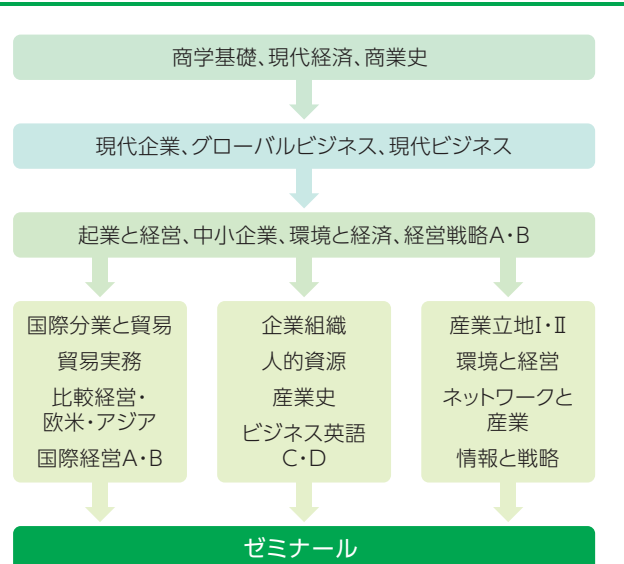 商学基礎、現代経済、商業史
現代企業、グローバルビジネス、現代ビジネス
起業と経営、中小企業、環境と経済、経営戦略A・B
国際分業と貿易
貿易実務
比較経営・
欧米・アジア
国際経営A・B
企業組織
人的資源
産業史
ビジネス英語
C・D
産業立地Ⅰ・Ⅱ
環境と経営
ネットワークと
産業
情報と戦略
ゼミナール